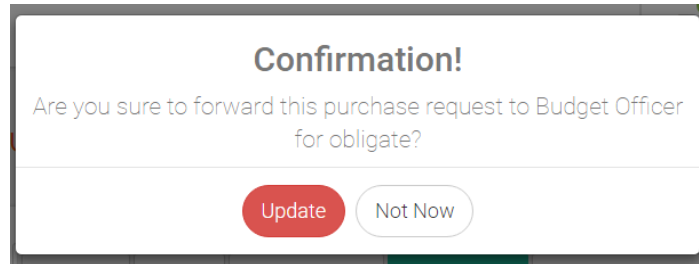 Confirmation!
Are you sure to forward this purchase request to Budget Officer
for obligate?
Update
Not Now